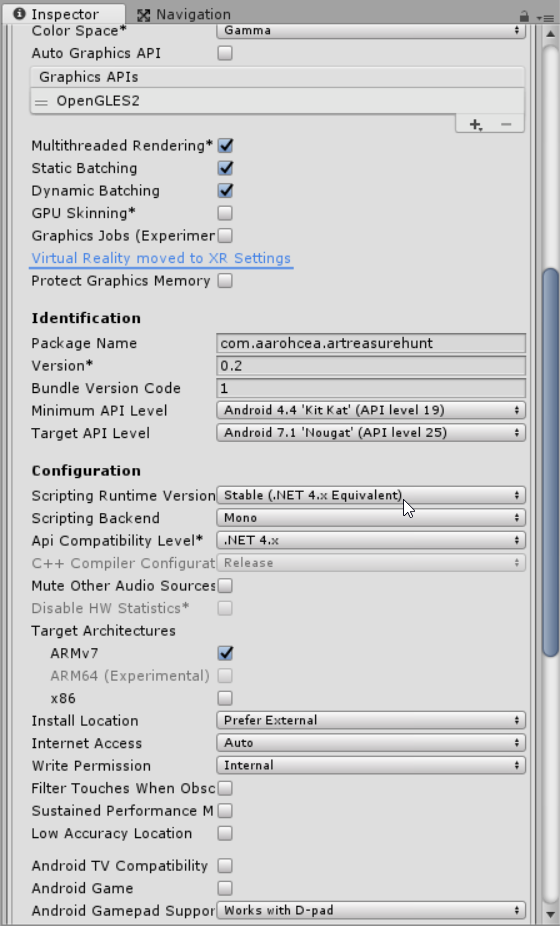 Inspector Navigation
Color Space* Gamma
Auto Graphics API
Graphics APIs
OpenGLES2
Multithreaded Rendering*
Static Batching
Dynamic Batching
GPU Skinning*
Graphics Jobs (Experimer
Virtual Reality moved to XR Settings
Protect Graphics Memory
Identification
Package Name com.aarohcea.artreasurehunt
Version* 0.2
Bundle Version Code 1
Minimum API Level Android 4.4 'Kit Kat' (API level 19)
Target API Level Android 7.1 'Nougat' (API level 25)
Configuration
Scripting Runtime Version Stable (.NET 4.x Equivalent)
Scripting Backend Mono
Api Compatibility Level* .NET 4.x
C++ Compiler Configurat Release
Mute Other Audio Sources
Disable HW Statistics*
Target Architectures
ARMv7
ARM64 (Experimental)
x86
Install Location Prefer External
Internet Access Auto
Write Permission Internal
Filter Touches When Obsc
Sustained Performance M
Low Accuracy Location
Android TV Compatibility
Android Game
Android Gamepad Suppor Works with D-pad